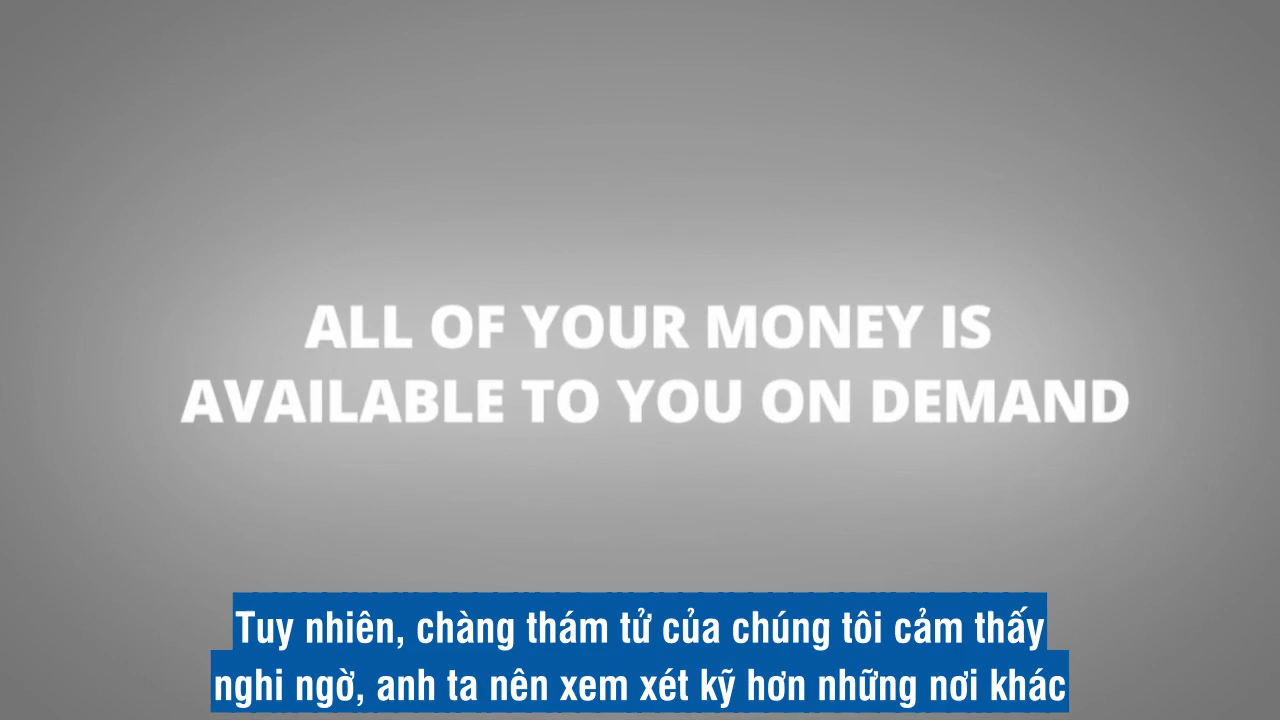 ALL OF YOUR MONEY IS
AVAILABLE TO YOU ON DEMAND
Tuy nhiên, chàng thám tử của chúng tôi cảm thấy
nghi ngờ, anh ta nên xem xét kỹ hơn những nơi khác